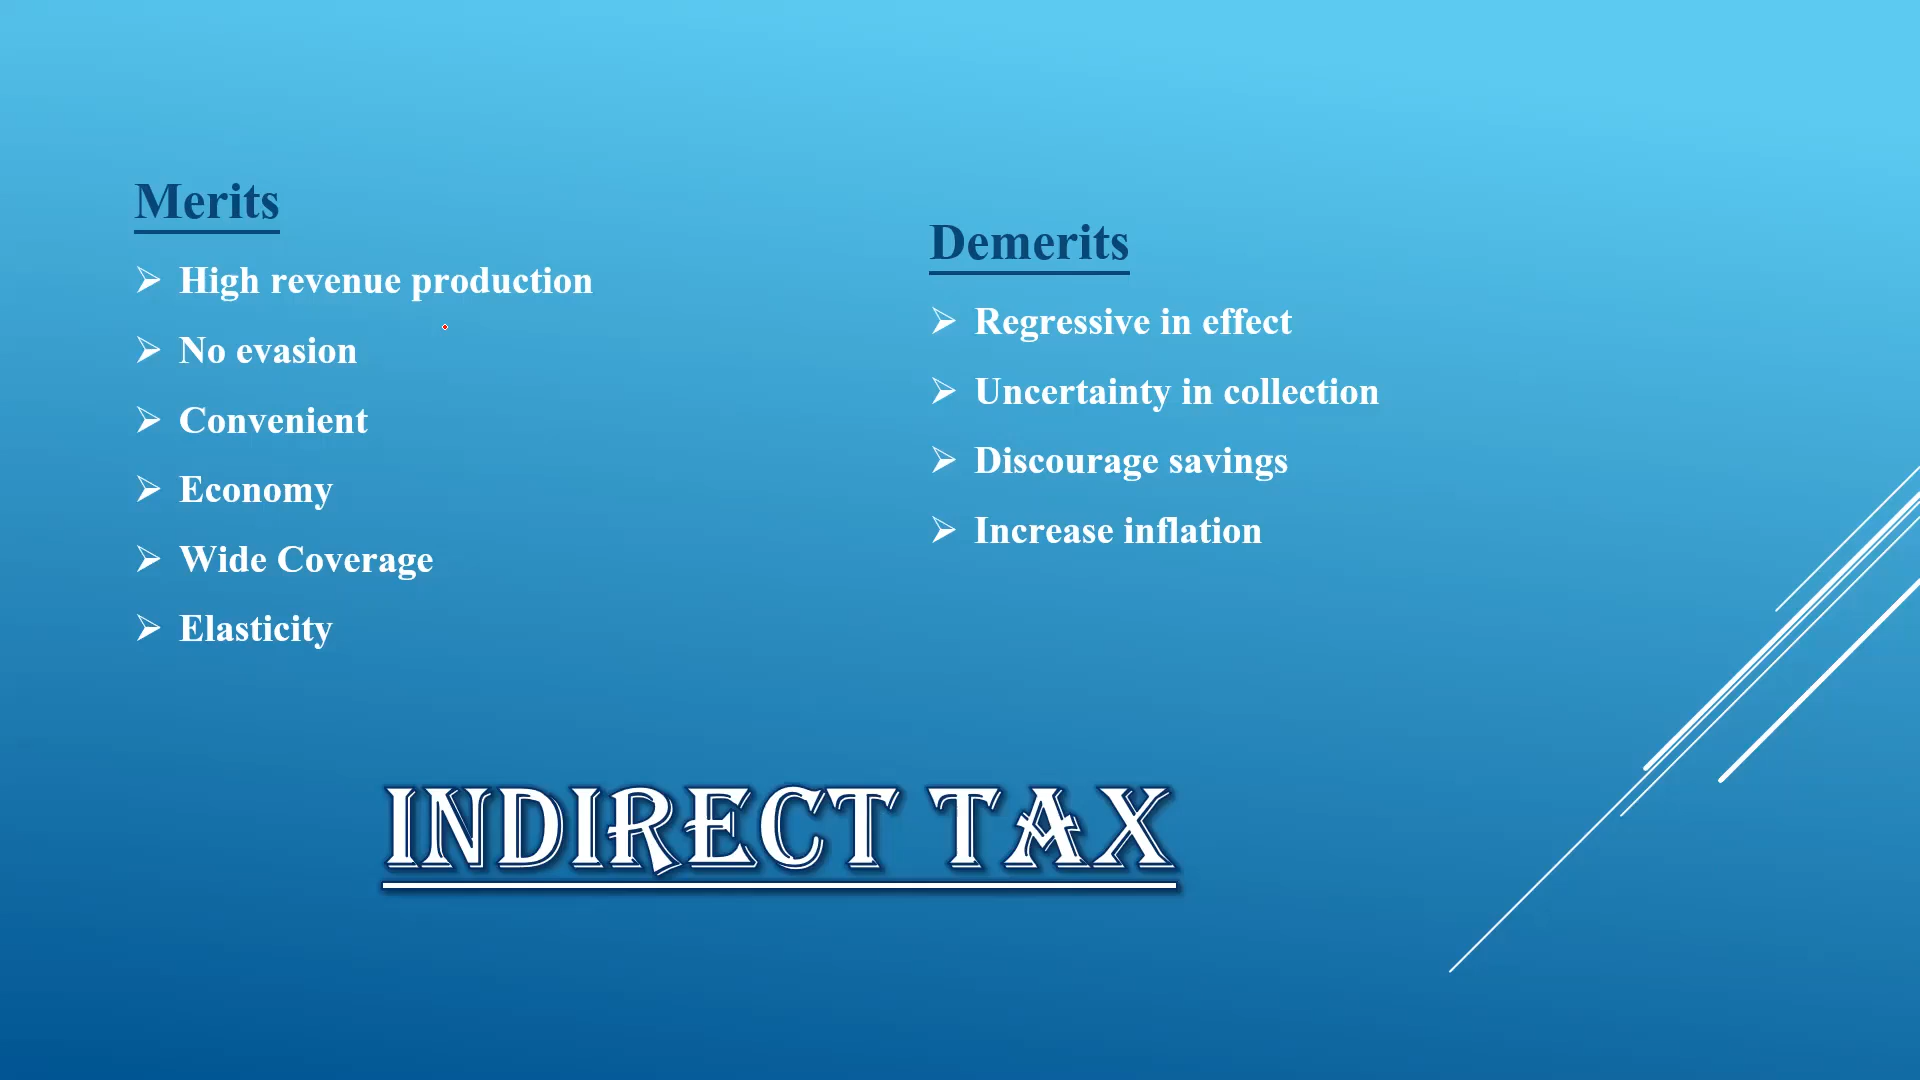 Merits
High revenue production
No evasion
Convenient
Economy
Wide Coverage
Elasticity
Demerits
Regressive in effect
Uncertainty in collection
Discourage savings
Increase inflation
INDIRECT TAX